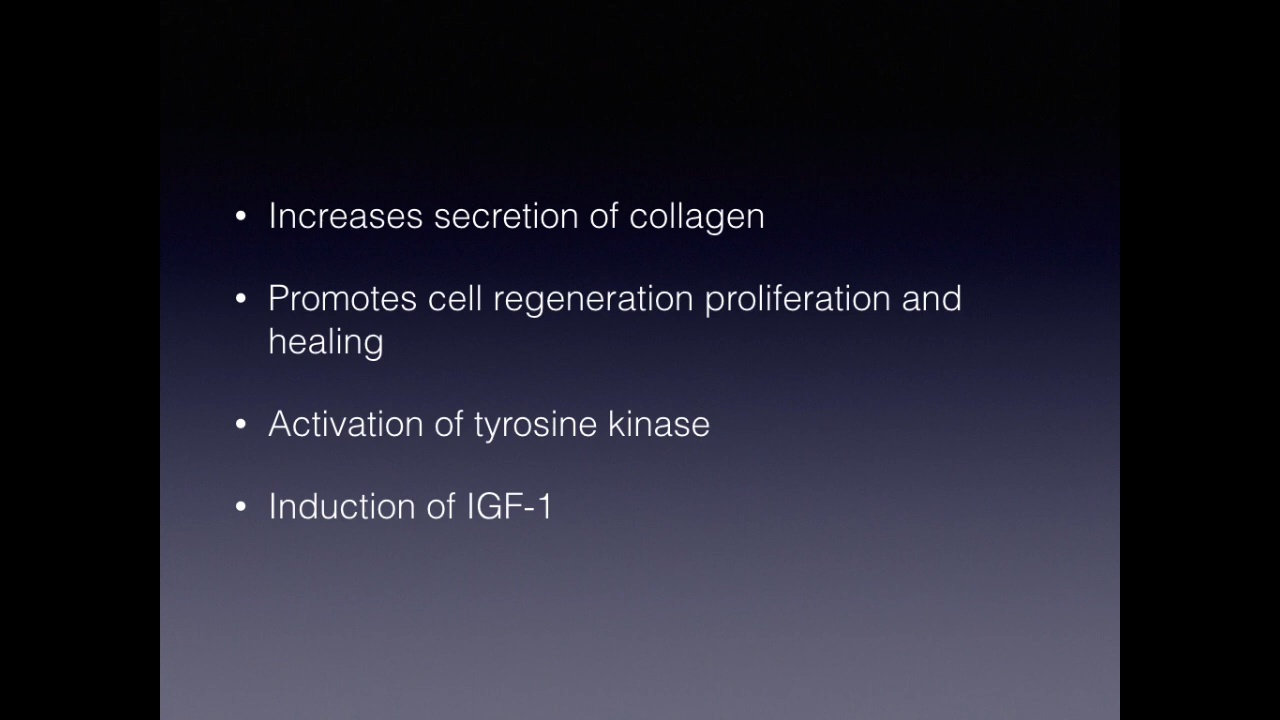 • Increases secretion of collagen
• Promotes cell regeneration proliferation and
healing
• Activation of tyrosine kinase
• Induction of IGF-1